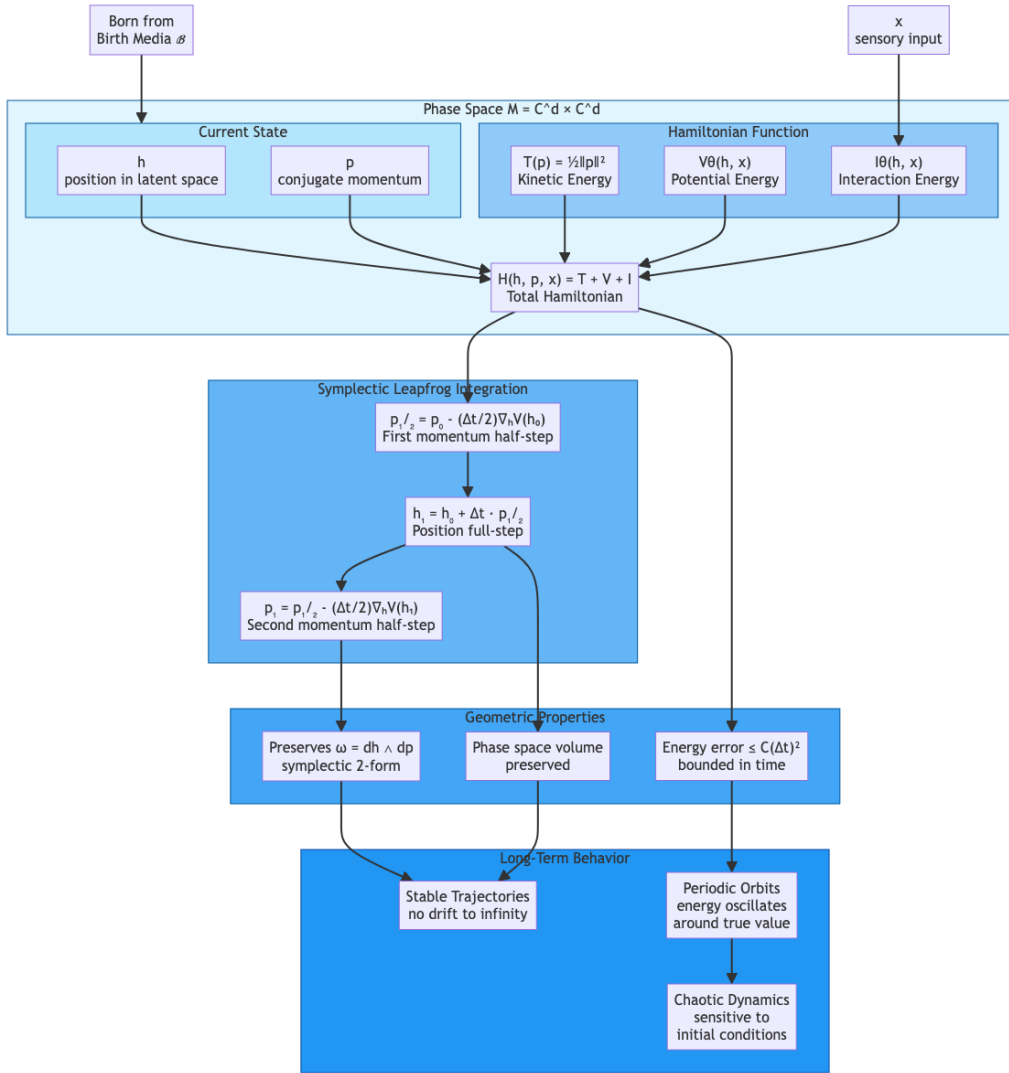 Born from
Birth Media ℬ
x
sensory input
Phase Space M = C^d × C^d
Current State
Hamiltonian Function
h
position in latent space
p
conjugate momentum
T(p) = ½‖p‖²
Kinetic Energy
Vθ(h, x)
Potential Energy
Iθ(h, x)
Interaction Energy
H(h, p, x) = T + V + I
Total Hamiltonian
Symplectic Leapfrog Integration
p₁/₂ = p₀ - (Δt/2)∇ₕV(h₀)
First momentum half-step
h₁ = h₀ + Δt · p₁/₂
Position full-step
p₁ = p₁/₂ - (Δt/2)∇ₕV(h₁)
Second momentum half-step
Geometric Properties
Preserves ω = dh ∧ dp
symplectic 2-form
Phase space volume
preserved
Energy error ≤ C(Δt)²
bounded in time
Long-Term Behavior
Stable Trajectories
no drift to infinity
Periodic Orbits
energy oscillates
around true value
Chaotic Dynamics
sensitive to
initial conditions